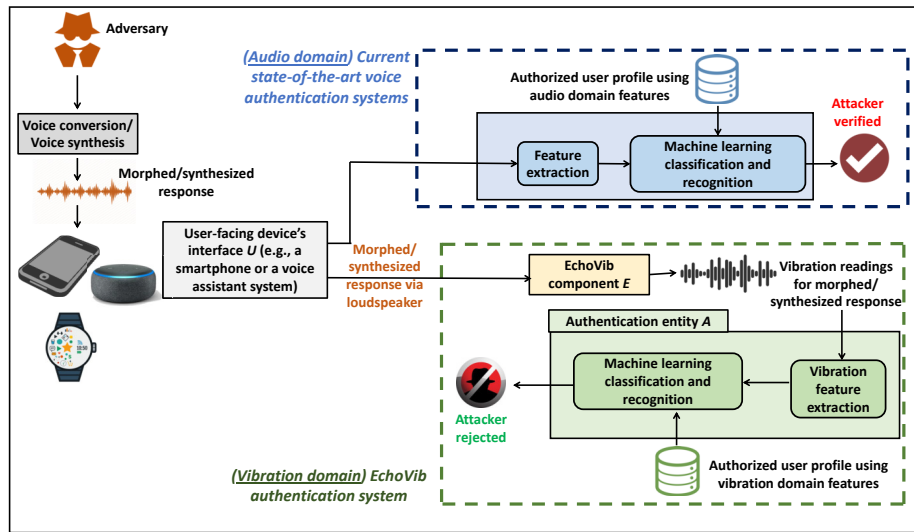 Adversary
Voice conversion/
Voice synthesis
Morphed/synthesized
response
User-facing device's
interface U (e.g., a
smartphone or a voice
assistant system)
(Audio domain) Current
state-of-the-art voice
authentication systems
Authorized user profile using
audio domain features
Feature
extraction
Machine learning
classification and
recognition
Attacker
verified
Morphed/
synthesized
response via
loudspeaker
EchoVib
component E
Vibration readings
for morphed/
synthesized response
Authentication entity A
Machine learning
classification and
recognition
Vibration
feature
extraction
Attacker
rejected
Authorized user profile using
vibration domain features
(Vibration domain) EchoVib
authentication system